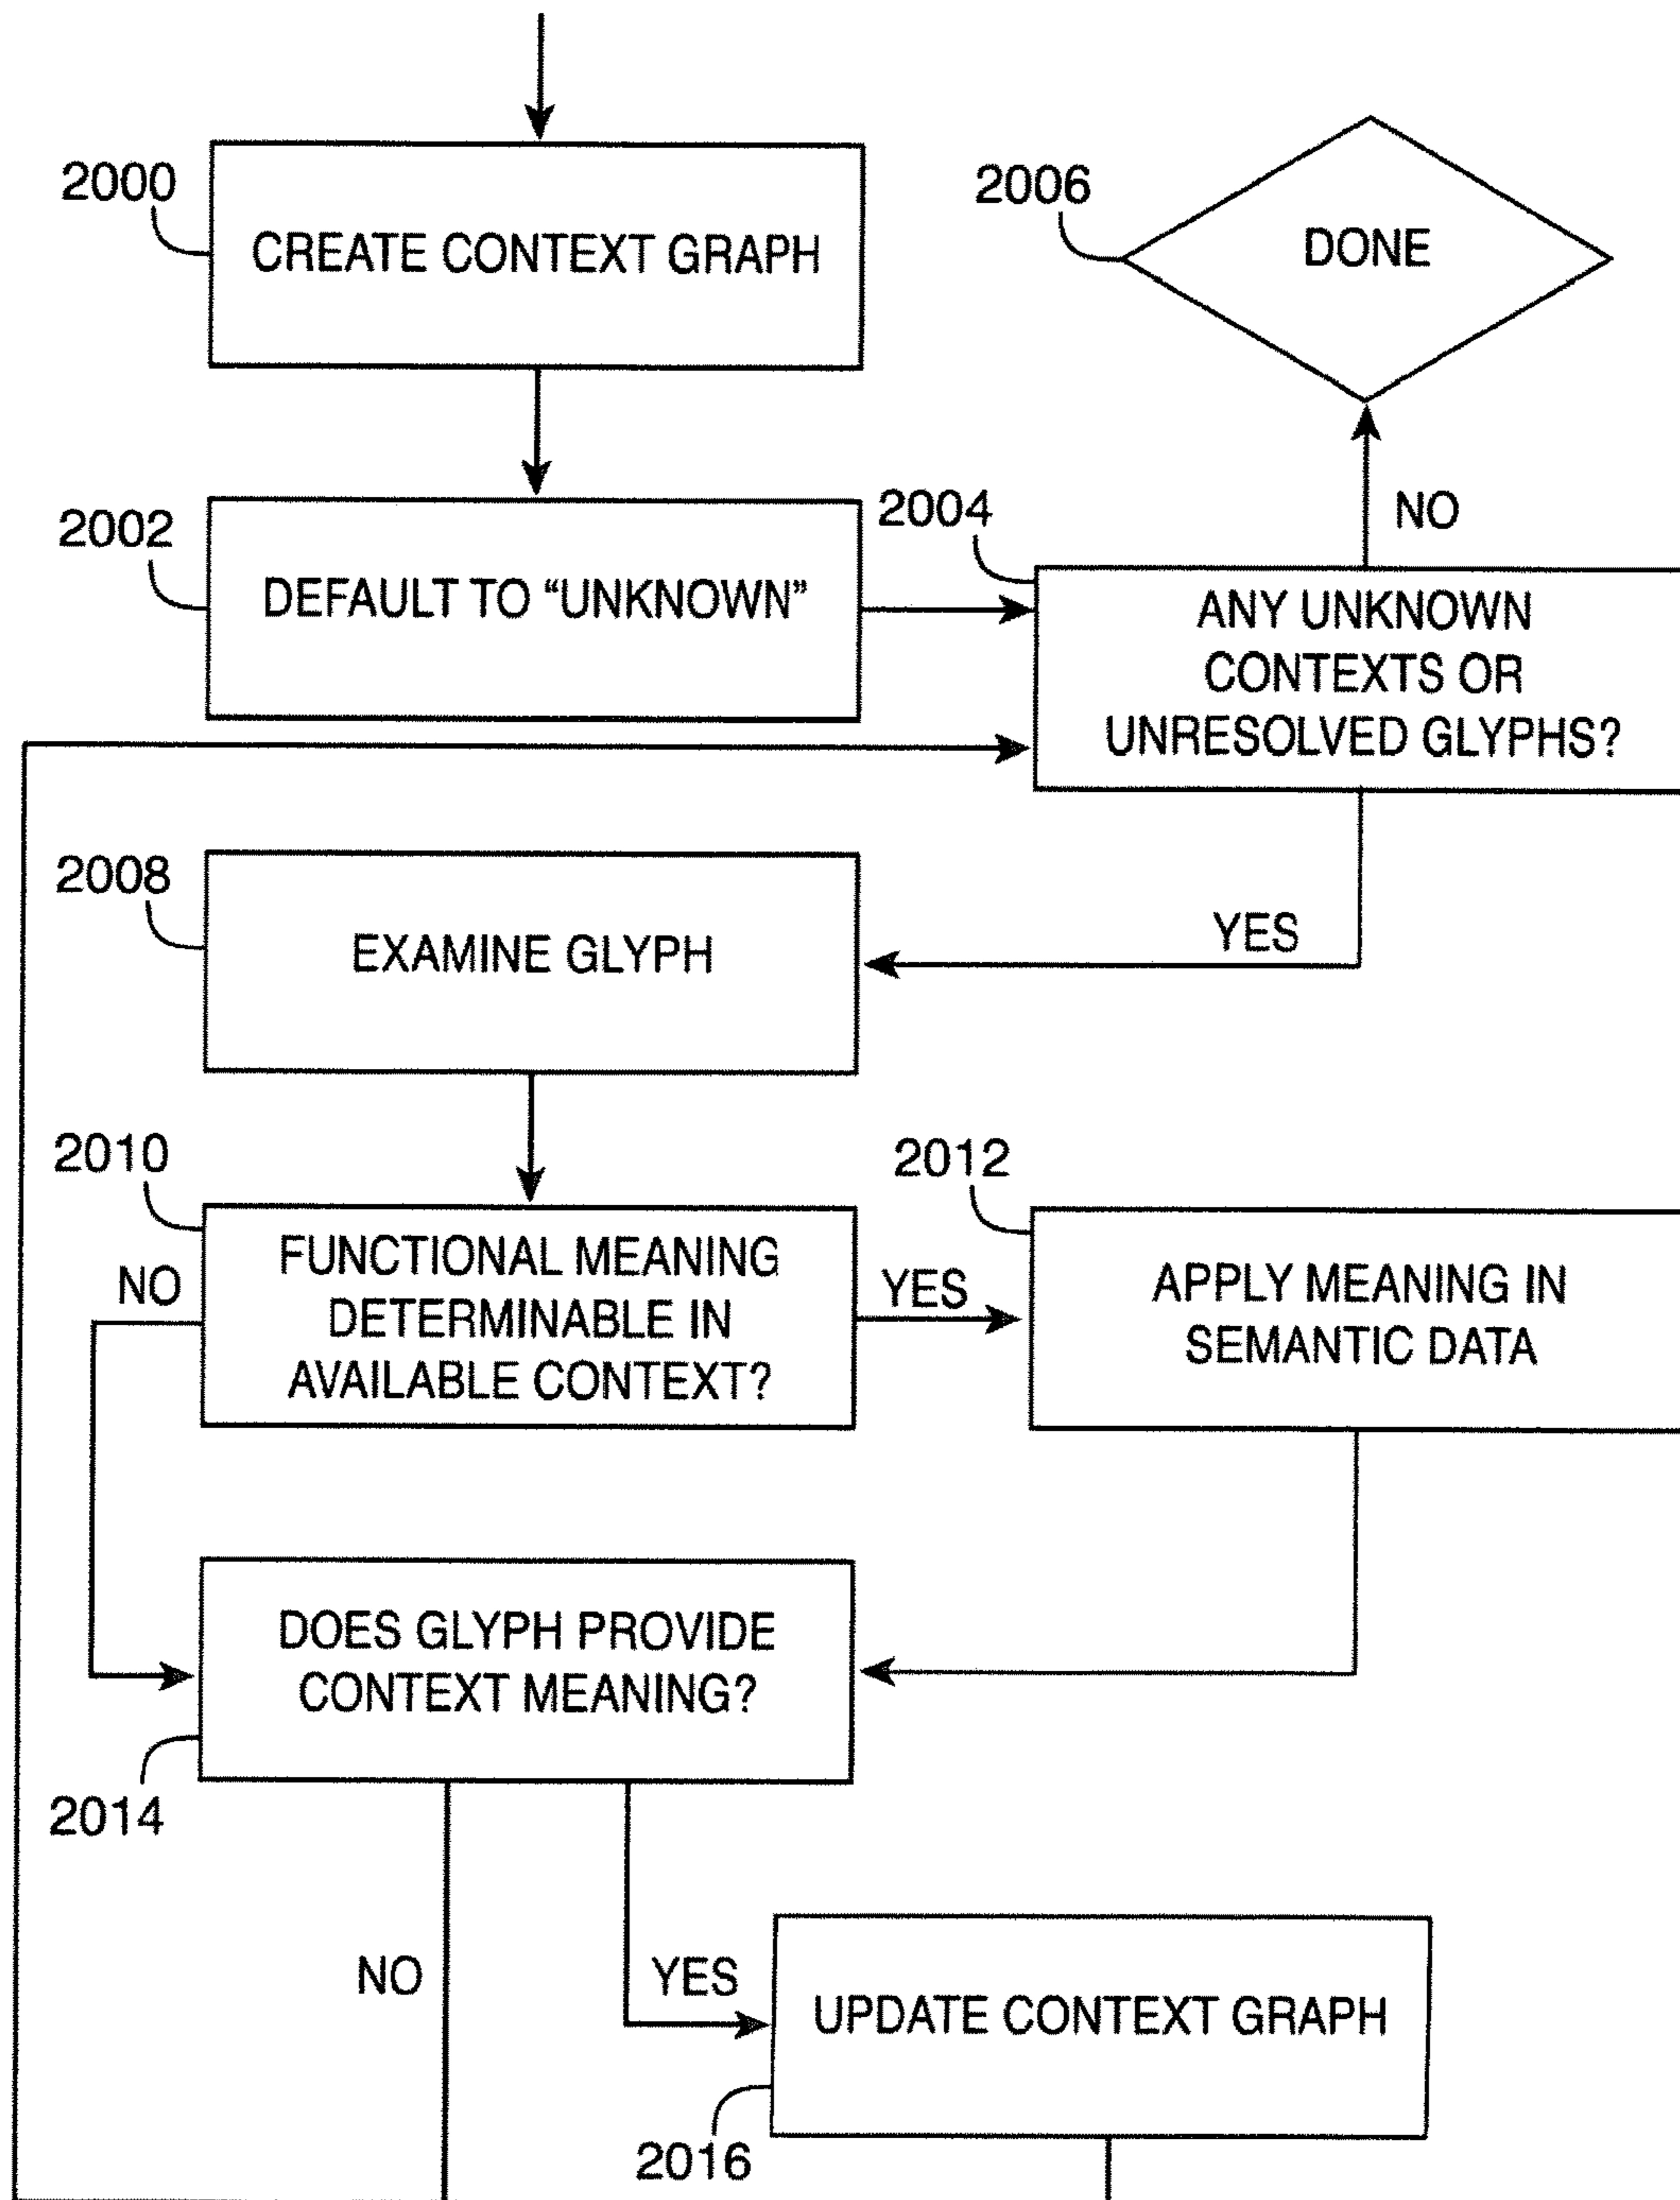 2000
CREATE CONTEXT GRAPH
2006
DONE
2002
DEFAULT TO “UNKNOWN”
2004
NO
ANY UNKNOWN
CONTEXTS OR
UNRESOLVED GLYPHS?
2008
EXAMINE GLYPH
YES
2010
NO
FUNCTIONAL MEANING
DETERMINABLE IN
AVAILABLE CONTEXT?
YES
2012
APPLY MEANING IN
SEMANTIC DATA
DOES GLYPH PROVIDE
CONTEXT MEANING?
2014
NO
YES
UPDATE CONTEXT GRAPH
2016